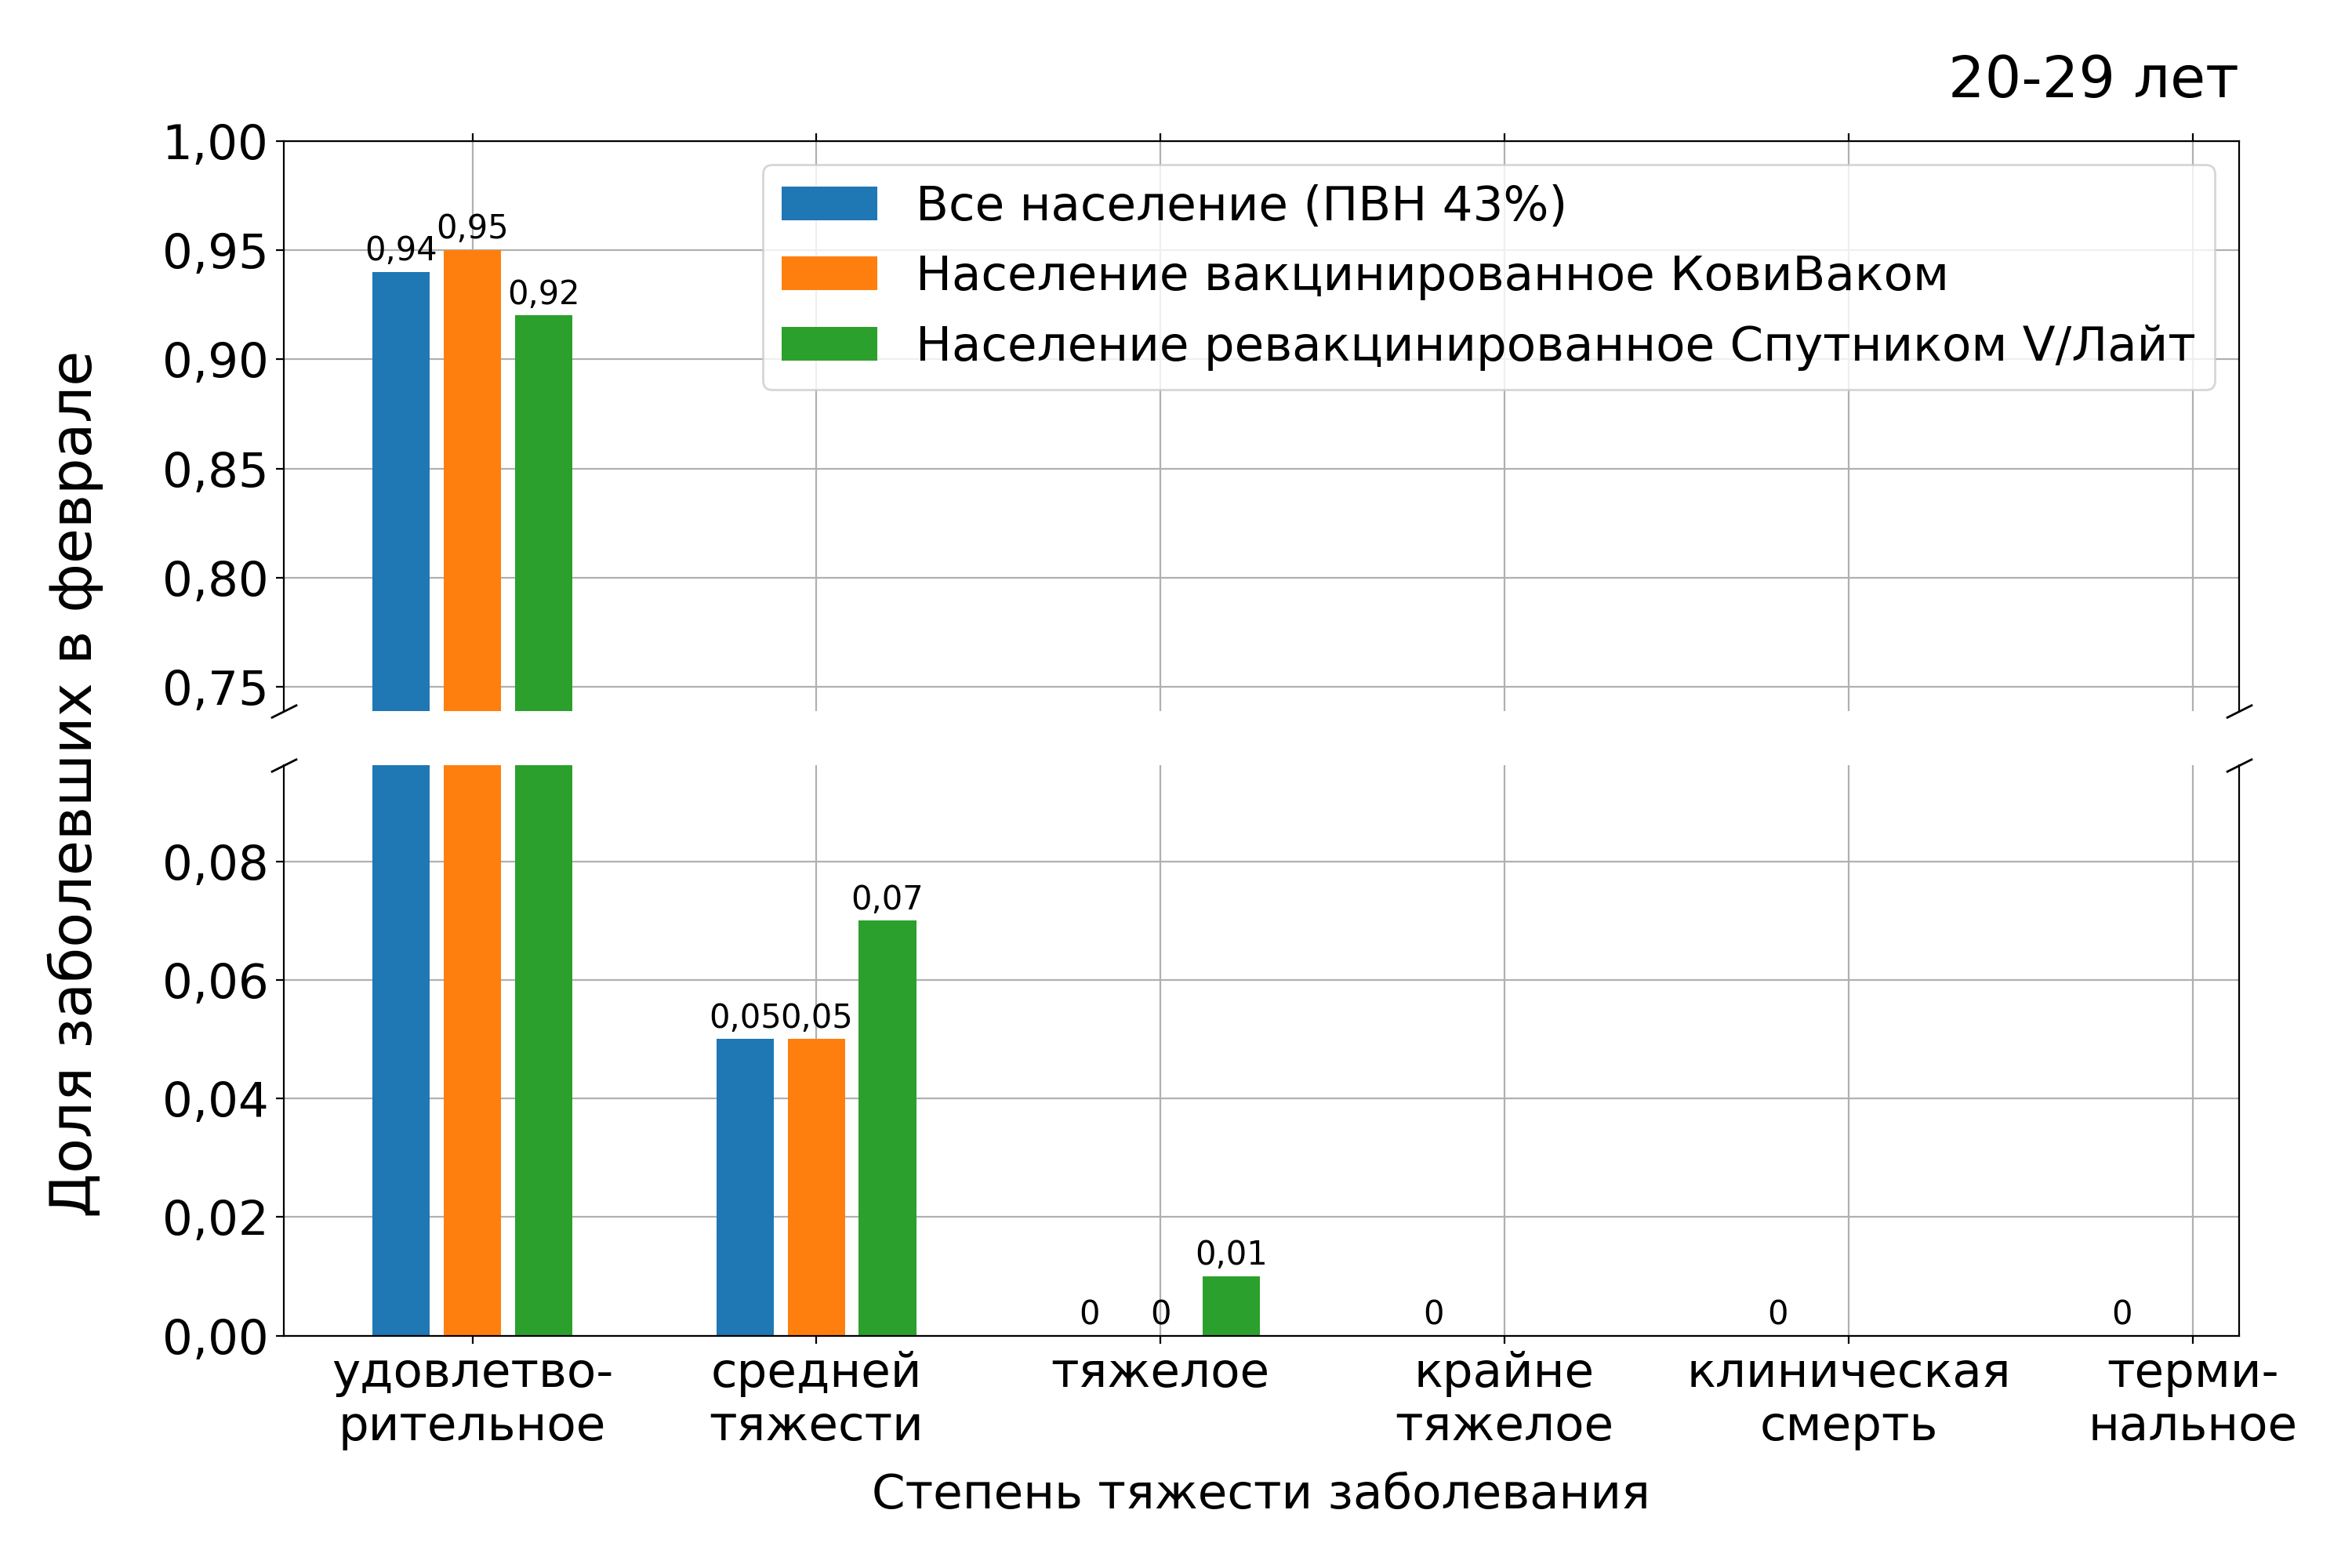 20-29 лет
Доля заболевших в феврале
1,00
0,95
0,90
0,85
0,80
0,75
0,08
0,06
0,04
0,02
0,00
Все население (ПВН 43%)
Население вакцинированное КовиВаком
Население ревакцинированное Спутником V/Лайт
0,94
0,95
0,92
0,05
0,05
0,07
0
0
0,01
0
0
0
удовлетво-
рительное
средней
тяжести
тяжелое
крайне
тяжелое
клиническая
смерть
терми-
нальное
Степень тяжести заболевания